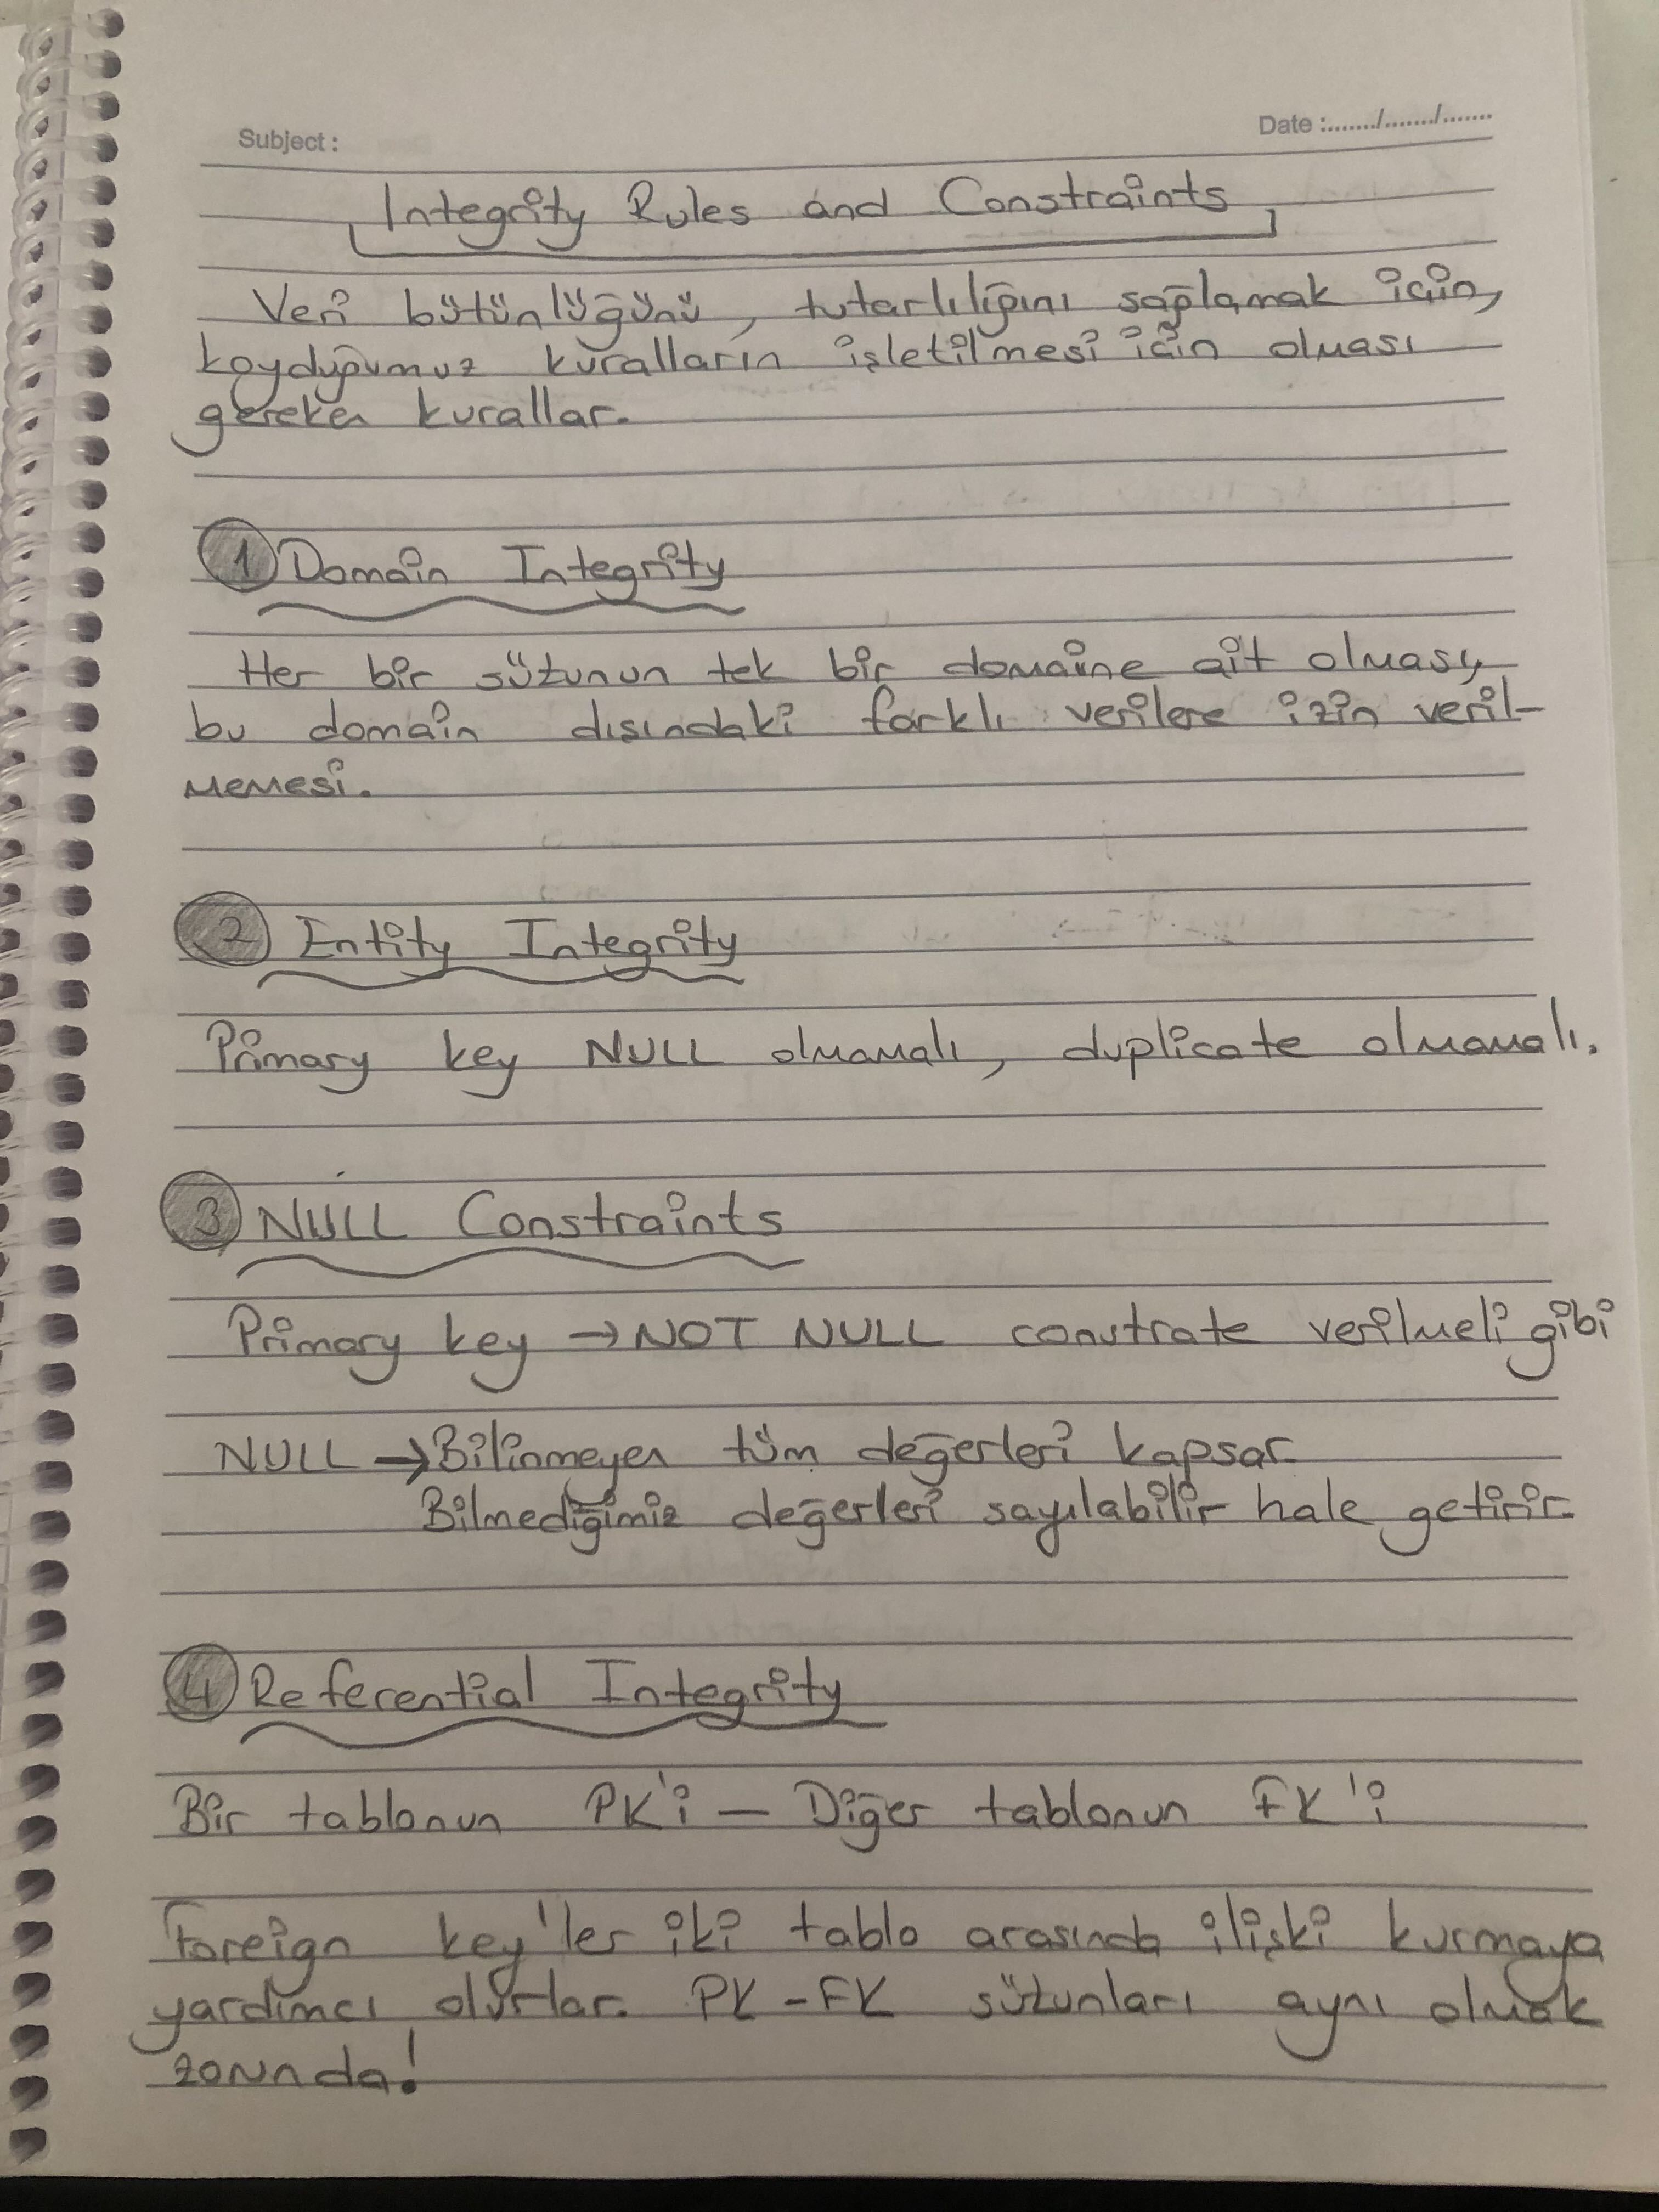 Subject :
Date :......./......./.......
Integrity Rules and Constraints
Veri bütünlüğünü, tutarlılığını sağlamak için,
koyduğumuz kuralların işletilmesi için olması
gereken kurallar.
1 Domain Integrity
Her bir sütunun tek bir domaine ait olması,
bu domain dışındaki farklı verilere izin veril-
memesi.
2 Entity Integrity
Primary key NULL olmamalı, duplicate olmamalı.
3 NULL Constraints
Primary key → NOT NULL constrate verilmeli gibi
NULL → Bilinmeyen tüm değerleri kapsar.
Bilmediğimiz değerleri sayılabilir hale getirir.
4 Referential Integrity
Bir tablonun PK'i — Diğer tablonun FK'i
Foreign key'ler iki tablo arasında ilişki kurmaya
yardımcı olurlar. PK - FK sütunları aynı olmak
zorunda!